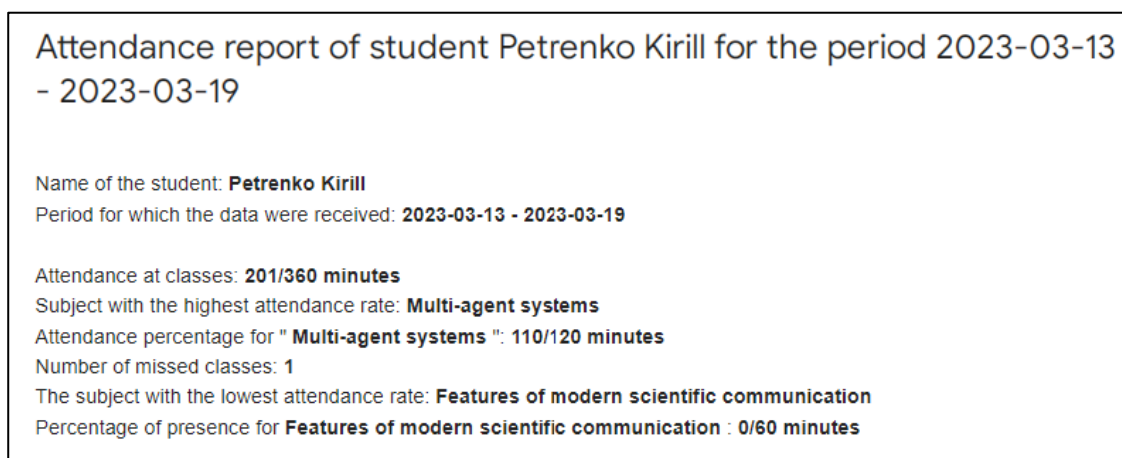 Attendance report of student Petrenko Kirill for the period 2023-03-13
- 2023-03-19
Name of the student: Petrenko Kirill
Period for which the data were received: 2023-03-13 - 2023-03-19
Attendance at classes: 201/360 minutes
Subject with the highest attendance rate: Multi-agent systems
Attendance percentage for " Multi-agent systems ": 110/120 minutes
Number of missed classes: 1
The subject with the lowest attendance rate: Features of modern scientific communication
Percentage of presence for Features of modern scientific communication : 0/60 minutes